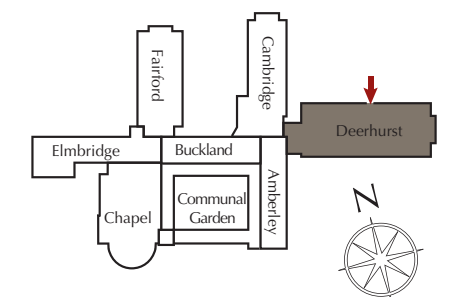 Fairford
Cambridge
Deerhurst
Elmbridge
Buckland
Amberley
Communal
Garden
Chapel
N